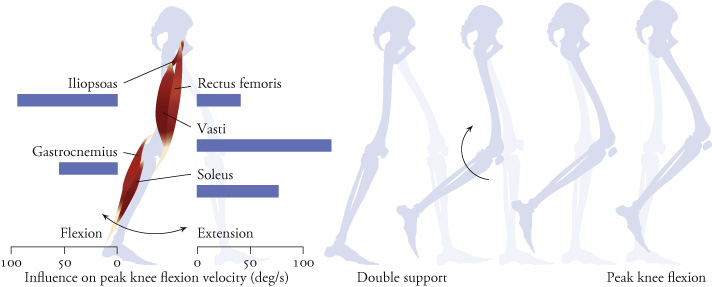 Iliopsoas
Rectus femoris
Vasti
Gastrocnemius
Soleus
Flexion
Extension
100 50 0 0 50 100
Influence on peak knee flexion velocity (deg/s)
Double support
Peak knee flexion